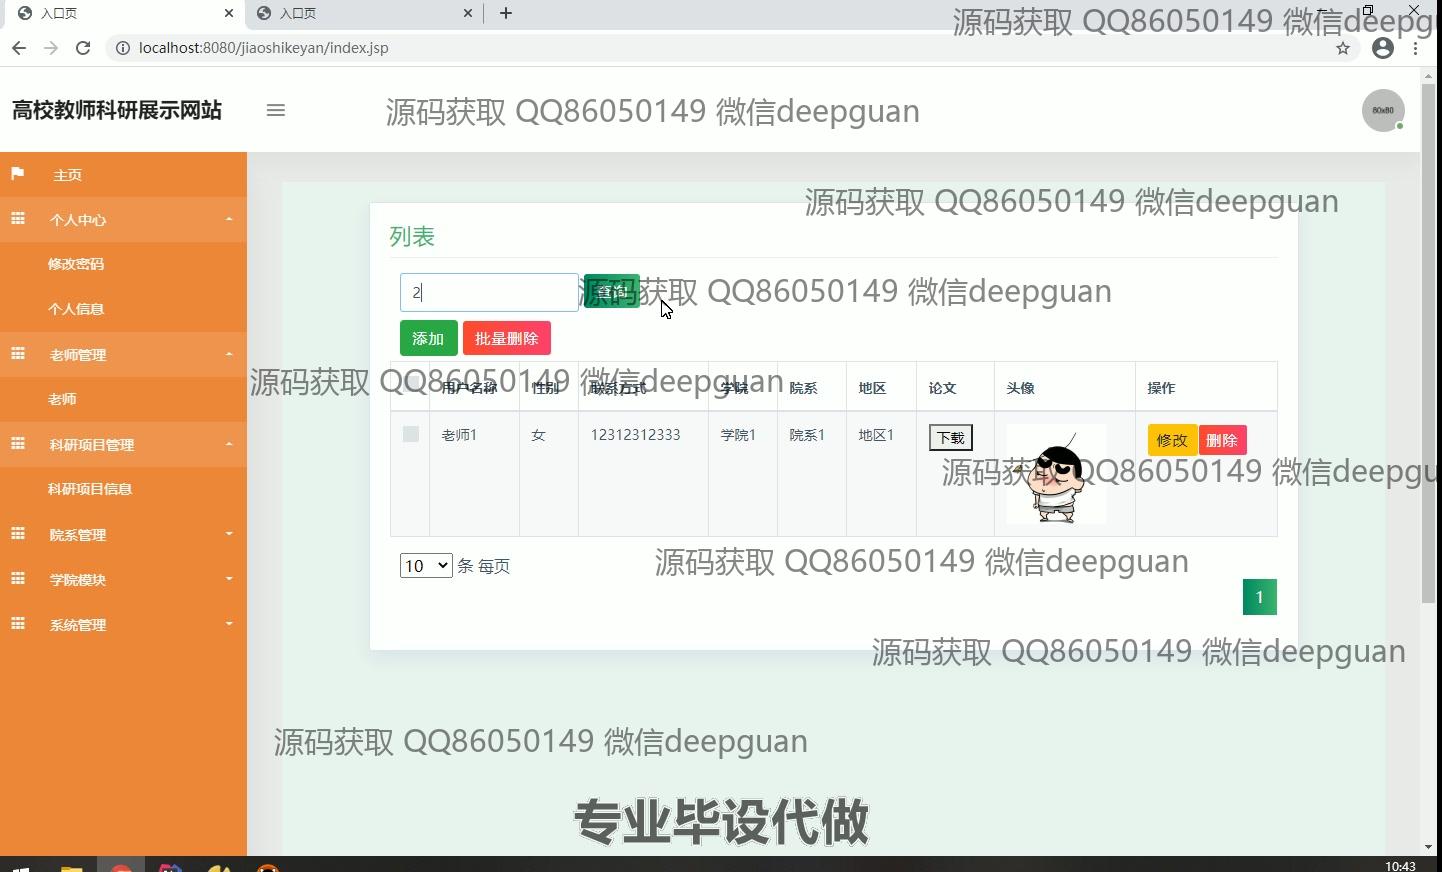 入口页
入口页
localhost:8080/jiaoshikeyan/index.jsp
源码获取 QQ86050149 微信deepg
高校教师科研展示网站
源码获取 QQ86050149 微信deepguan
80x80
主页
个人中心
修改密码
个人信息
老师管理
老师
科研项目管理
科研项目信息
院系管理
学院模块
系统管理
源码获取 QQ86050149 微信deepguan
列表
2
查询
源码获取 QQ86050149 微信deepguan
添加 批量删除
源码获取 QQ86050149 微信deepguan
用户名称 性别 联系方式 学院 院系 地区 论文 头像 操作
老师1 女 12312312333 学院1 院系1 地区1 下载 修改 删除
源码获取 QQ86050149 微信deepgu
10 条 每页
源码获取 QQ86050149 微信deepguan
1
源码获取 QQ86050149 微信deepguan
源码获取 QQ86050149 微信deepguan
专业毕设代做
10:43